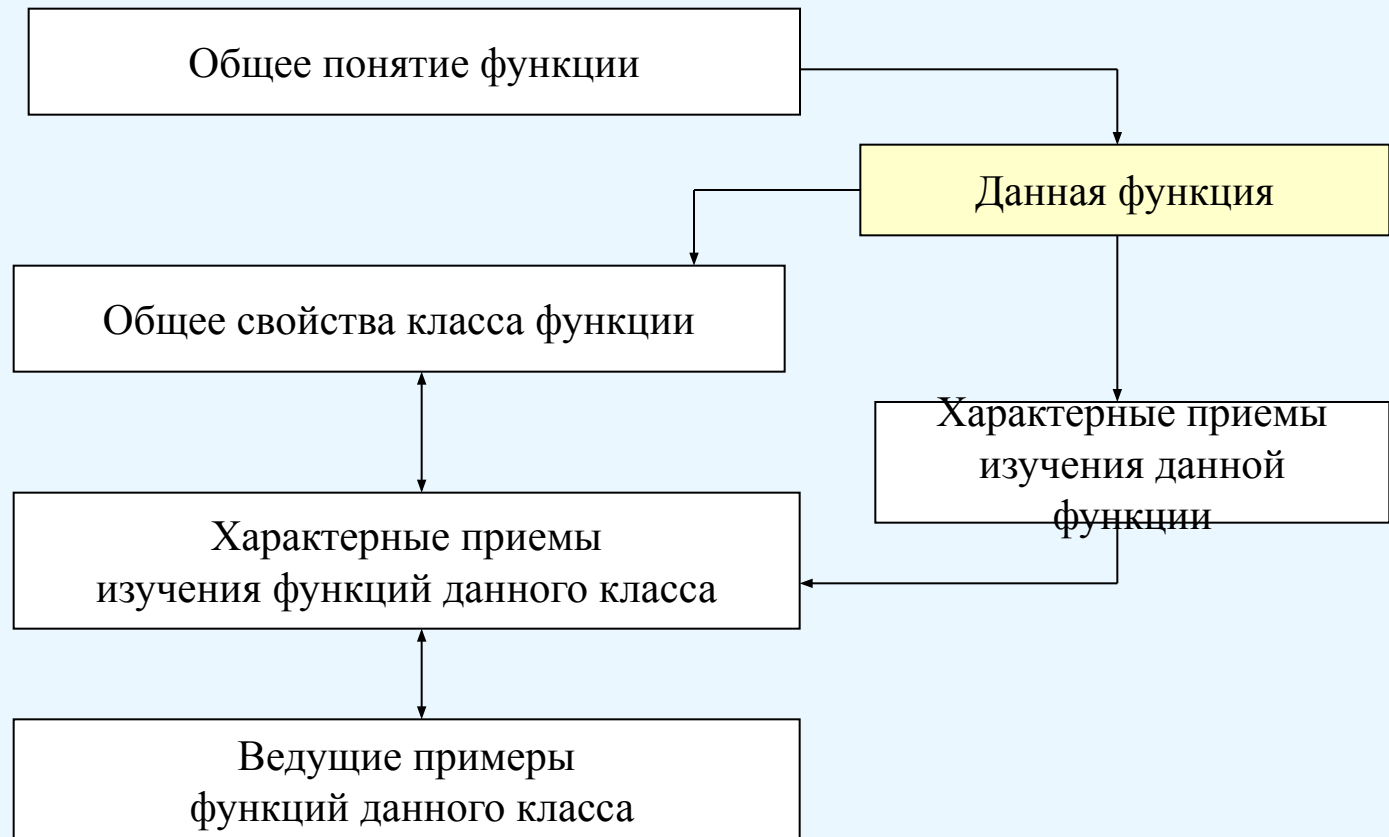 Общее понятие функции
Данная функция
Общее свойства класса функции
Характерные приемы
изучения данной
функции
Характерные приемы
изучения функций данного класса
Ведущие примеры
функций данного класса